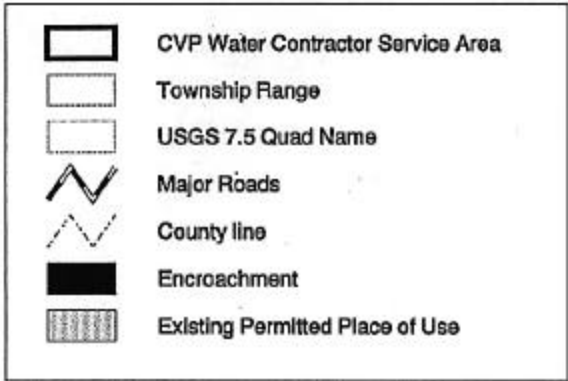 CVP Water Contractor Service Area
Township Range
USGS 7.5 Quad Name
Major Roads
County line
Encroachment
Existing Permitted Place of Use